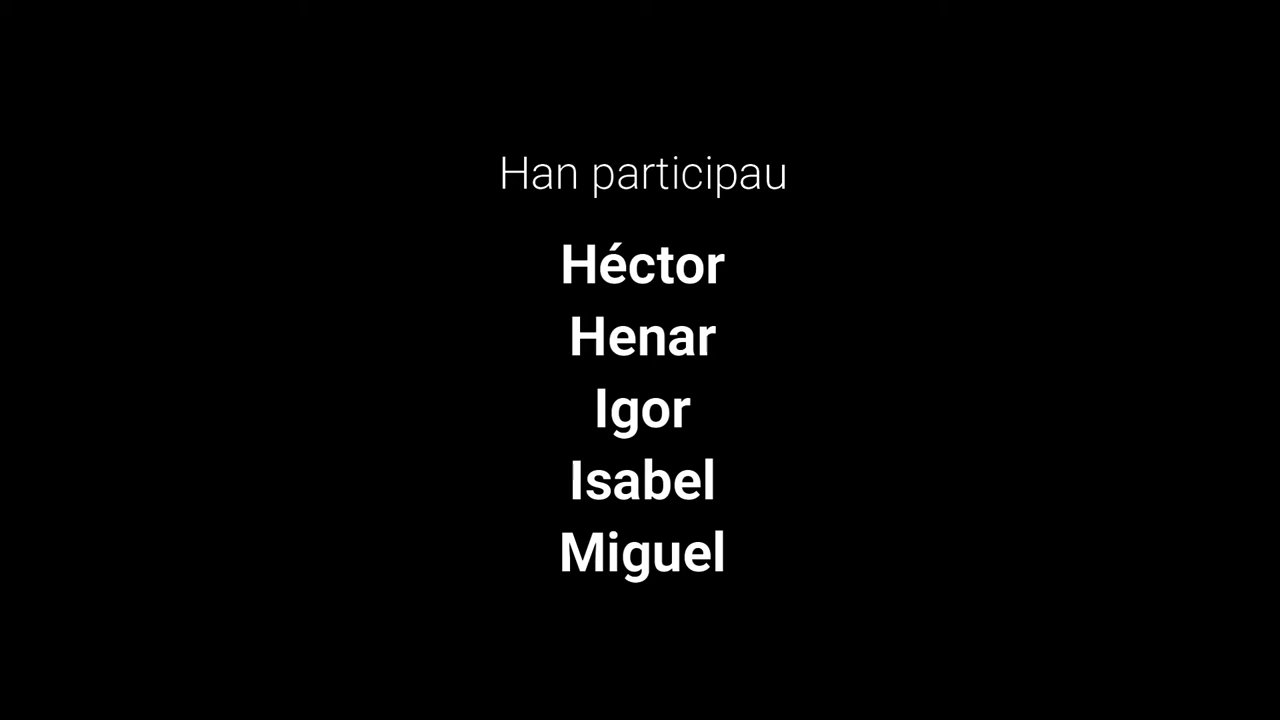 Han participau
Héctor
Henar
Igor
Isabel
Miguel